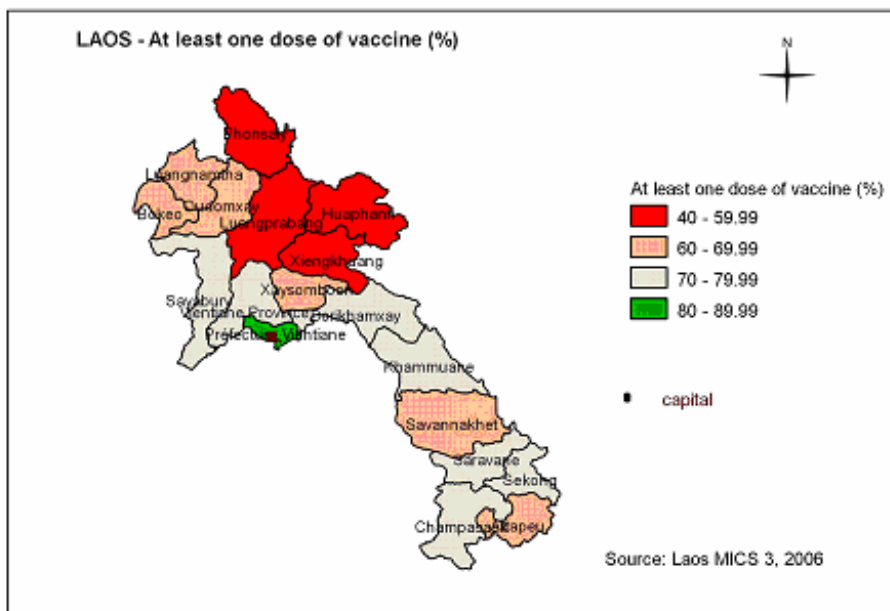 LAOS - At least one dose of vaccine (%)
N
Phonsaly
Luangnamtha
Oudomxay
Bokeo
Huaphanh
Luangprabang
Xiengkhuang
Xaysomboon
Sayabury
Vientiane Province
Borikhamxay
Préfecture Vientiane
Khammuane
Savannakhet
Saravane
Sekong
Champasak
Attapeu
At least one dose of vaccine (%)
40 - 59.99
60 - 69.99
70 - 79.99
80 - 89.99
capital
Source: Laos MICS 3, 2006